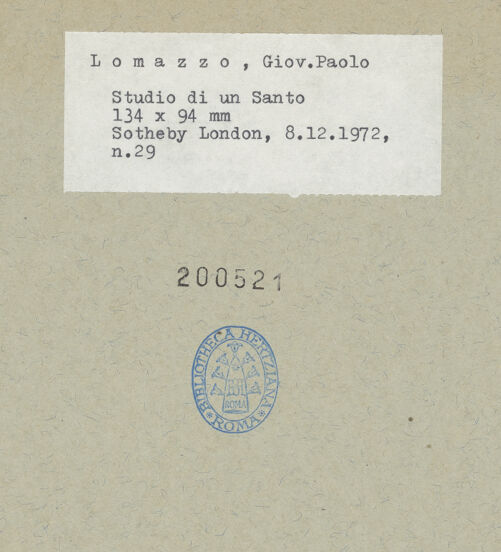 L o m a z z o , Giov.Paolo
Studio di un Santo
134 x 94 mm
Sotheby London, 8.12.1972,
n.29
200521
*BIBLIOTHECA HERTZIANA*
ROMA
ROMA